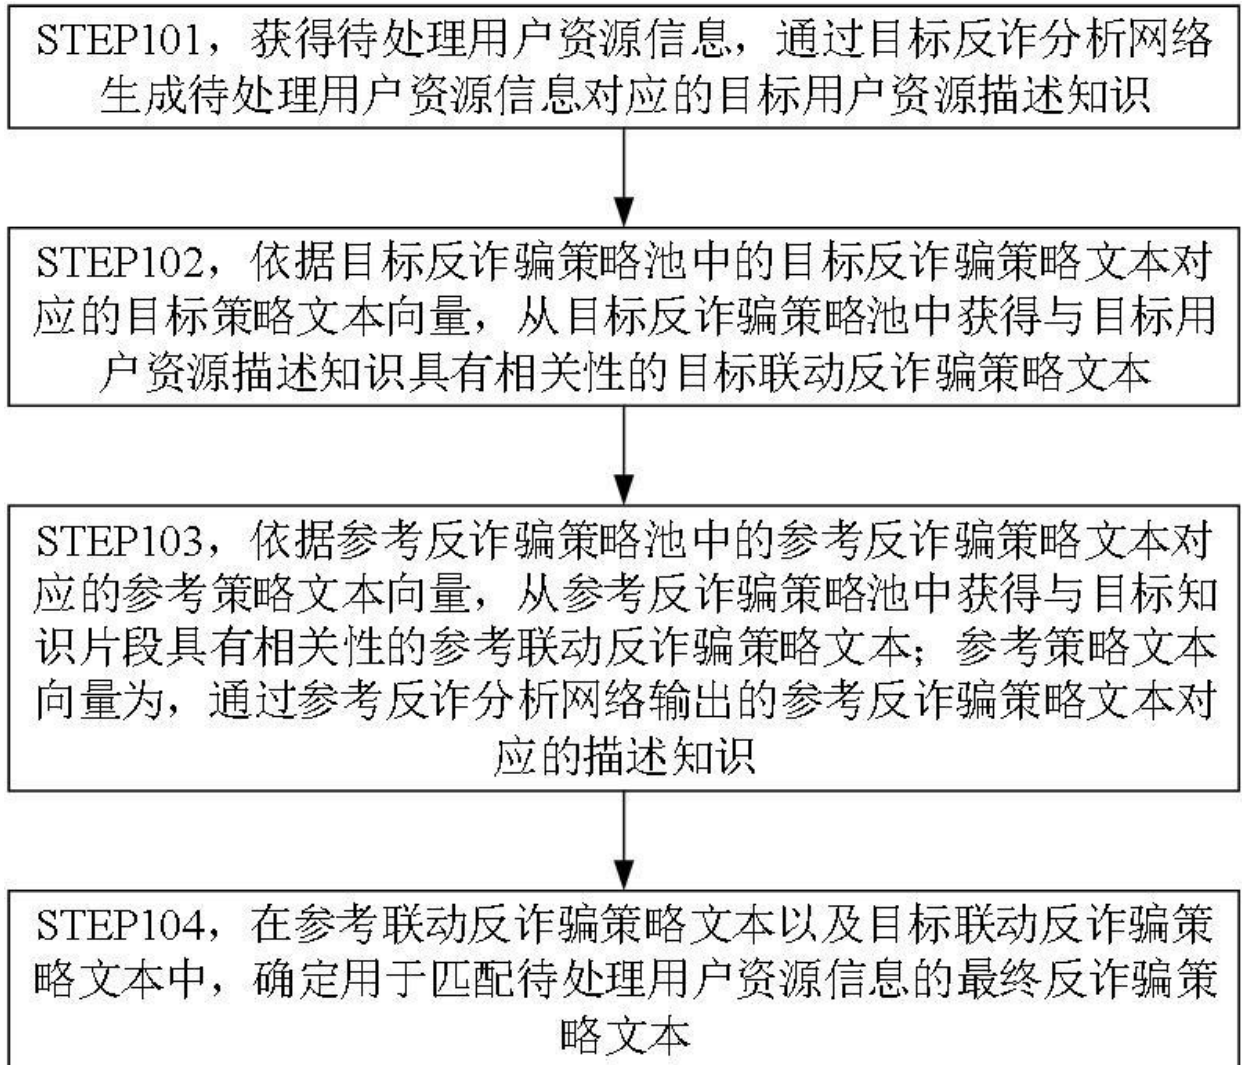 STEP101，获得待处理用户资源信息，通过目标反诈分析网络
生成待处理用户资源信息对应的目标用户资源描述知识
STEP102，依据目标反诈骗策略池中的目标反诈骗策略文本对
应的目标策略文本向量，从目标反诈骗策略池中获得与目标用
户资源描述知识具有相关性的目标联动反诈骗策略文本
STEP103，依据参考反诈骗策略池中的参考反诈骗策略文本对
应的参考策略文本向量，从参考反诈骗策略池中获得与目标知
识片段具有相关性的参考联动反诈骗策略文本；参考策略文本
向量为，通过参考反诈分析网络输出的参考反诈骗策略文本对
应的描述知识
STEP104，在参考联动反诈骗策略文本以及目标联动反诈骗策
略文本中，确定用于匹配待处理用户资源信息的最终反诈骗策
略文本